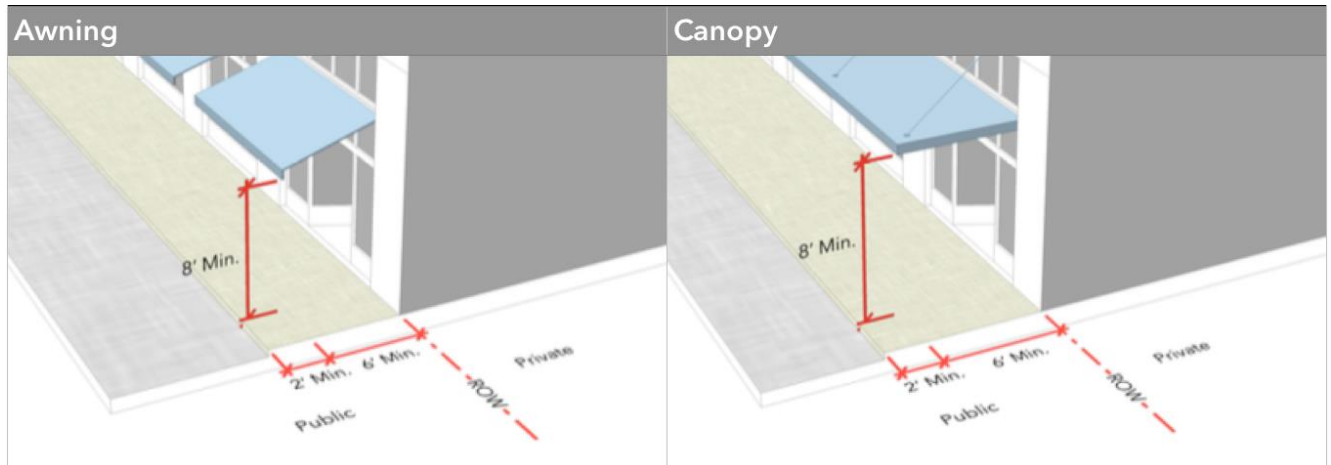 Awning
Canopy
8' Min.
2' Min.
6' Min.
ROW
Private
Public
8' Min.
2' Min.
6' Min.
ROW
Private
Public